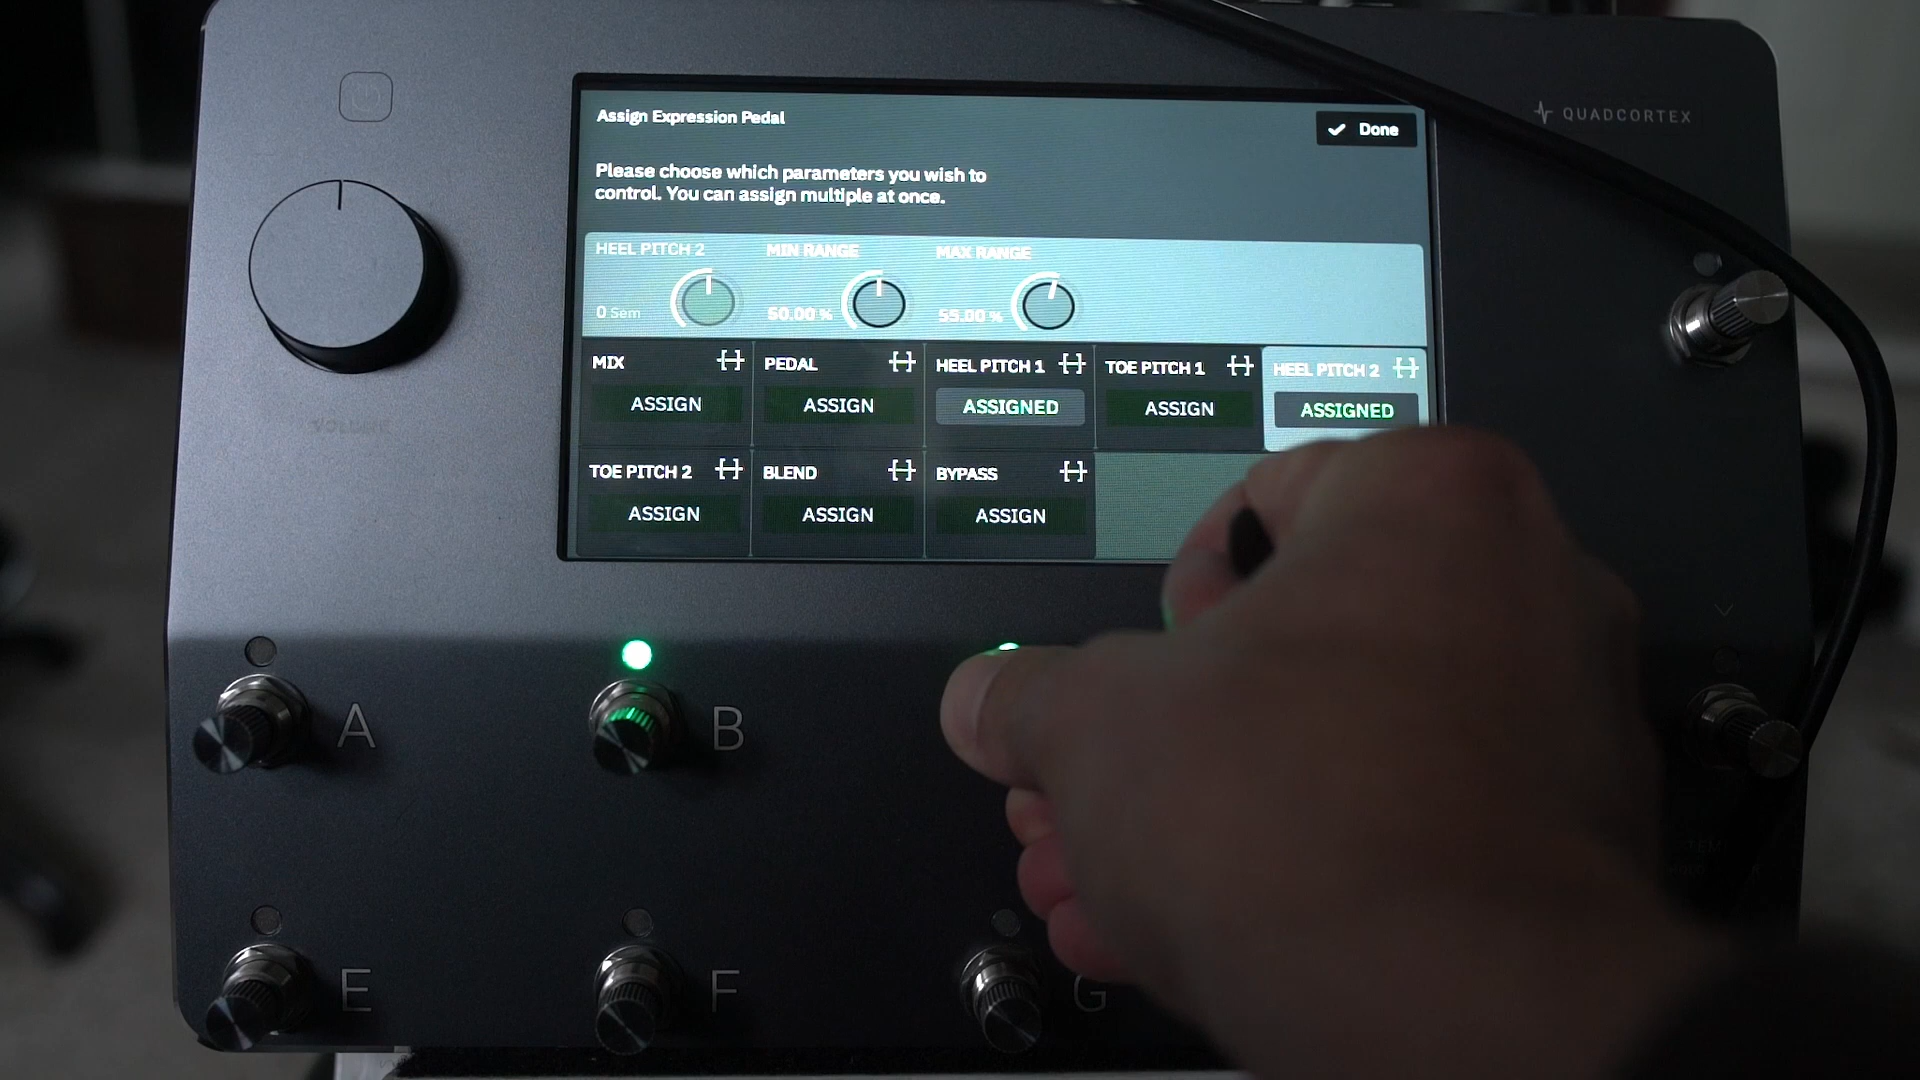 QUADCORTEX
Assign Expression Pedal
Done
Please choose which parameters you wish to
control. You can assign multiple at once.
HEEL PITCH 2
MIN RANGE
MAX RANGE
0 Sem
50.00 %
55.00 %
MIX
PEDAL
HEEL PITCH 1
TOE PITCH 1
HEEL PITCH 2
ASSIGN
ASSIGN
ASSIGNED
ASSIGN
ASSIGNED
TOE PITCH 2
BLEND
BYPASS
ASSIGN
ASSIGN
ASSIGN
VOLUME
A
B
E
F
G